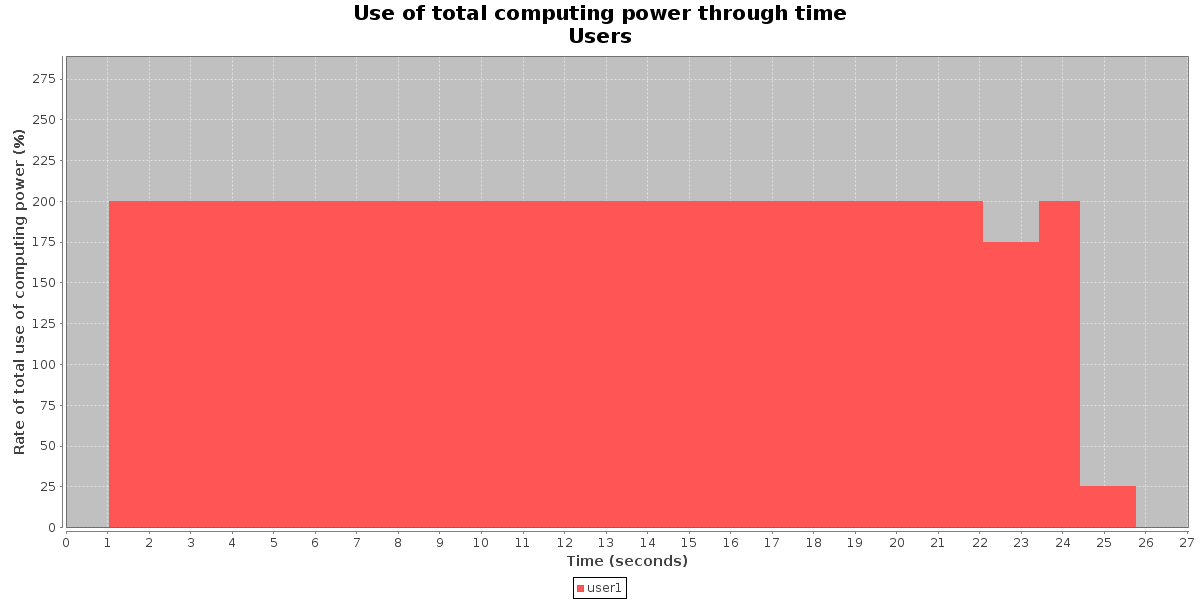 Use of total computing power through time
Users
Rate of total use of computing power (%)
275
250
225
200
175
150
125
100
75
50
25
0
0 1 2 3 4 5 6 7 8 9 10 11 12 13 14 15 16 17 18 19 20 21 22 23 24 25 26 27
Time (seconds)
user1